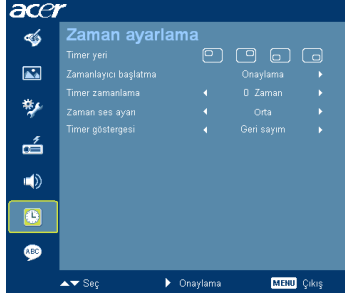 acer
Zaman ayarlama
Timer yeri
Zamanlayıcı başlatma Onaylama
Timer zamanlama 0 Zaman
Zaman ses ayarı Orta
Timer göstergesi Geri sayım
ABC
Seç Onaylama MENU Çıkış